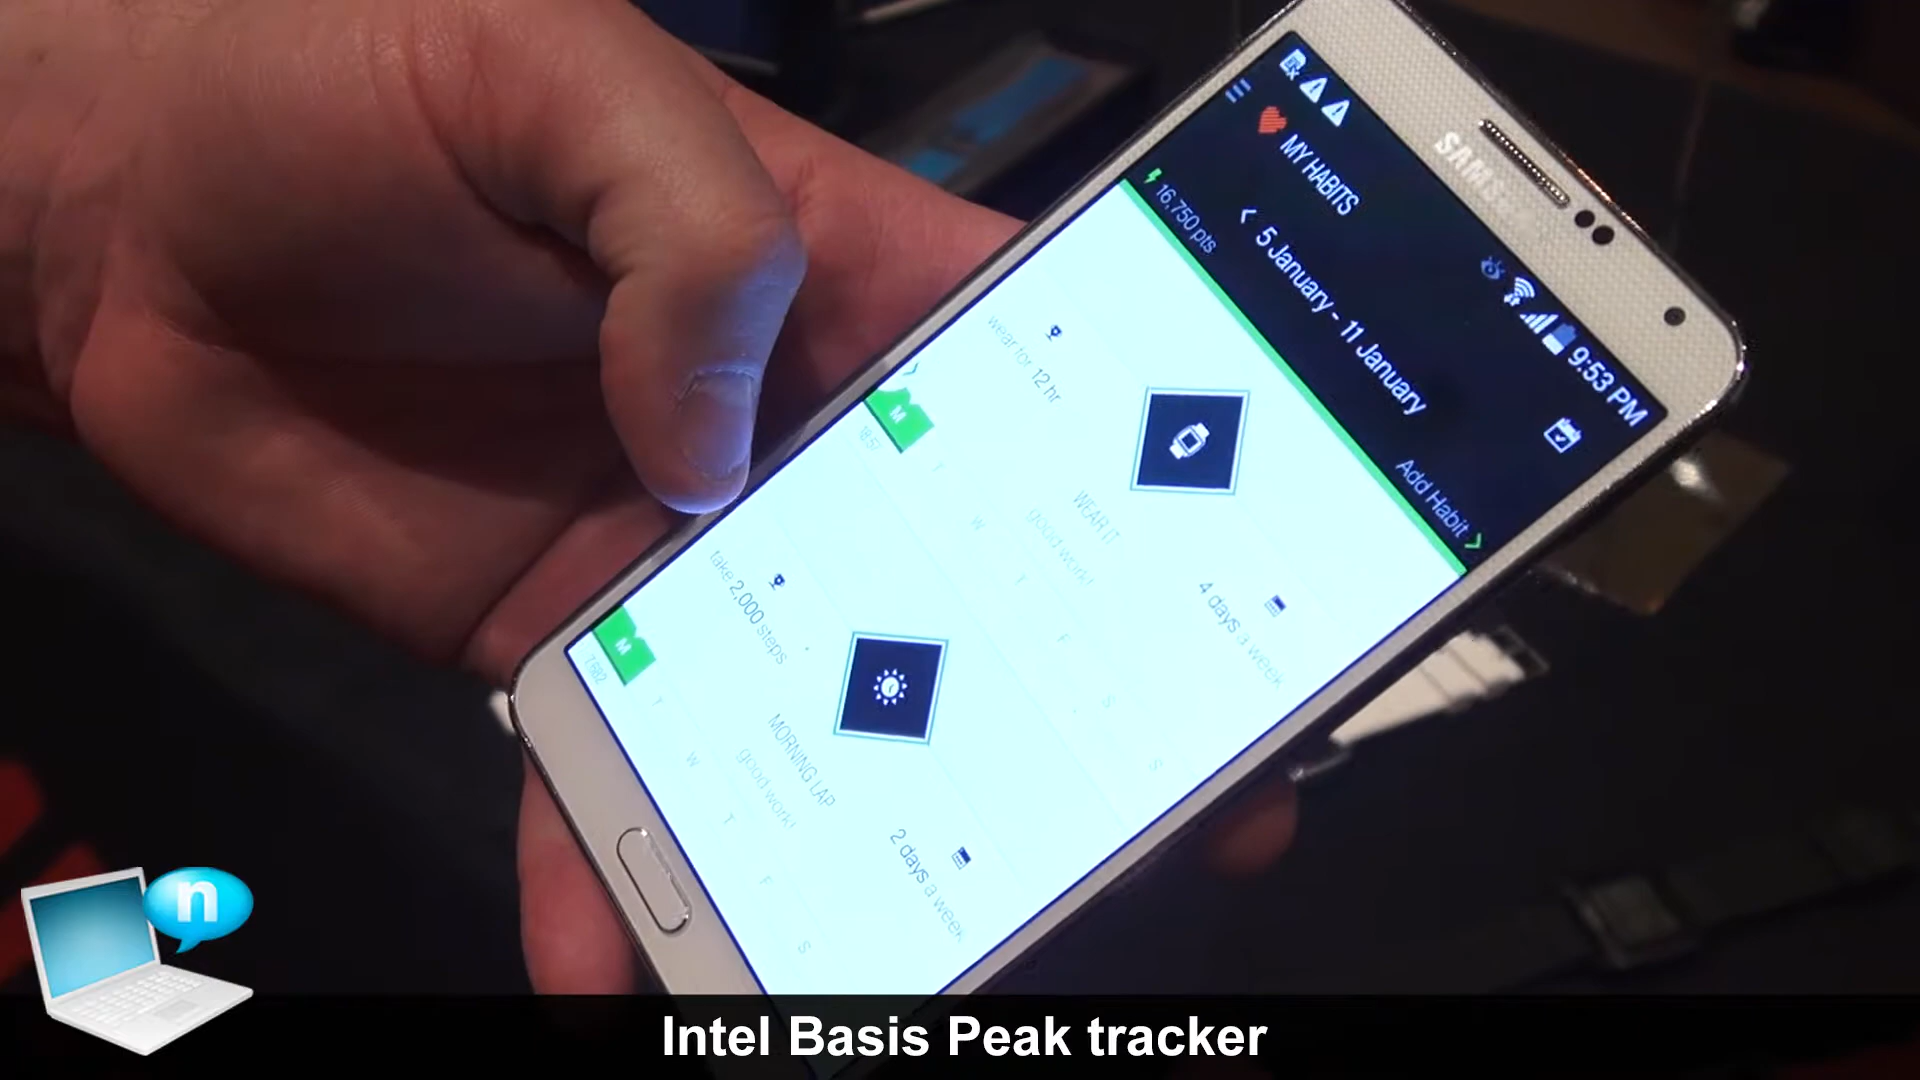 SAMSUNG
9:53 PM
MY HABITS
5 January - 11 January
16,750 pts
Add Habit
wear for 12 hr
WEAR IT
good work!
4 days a week
M T W T F S S
take 2,000 steps
MORNING LAP
good work!
2 days a week
M T W T F S
7,682
n
Intel Basis Peak tracker